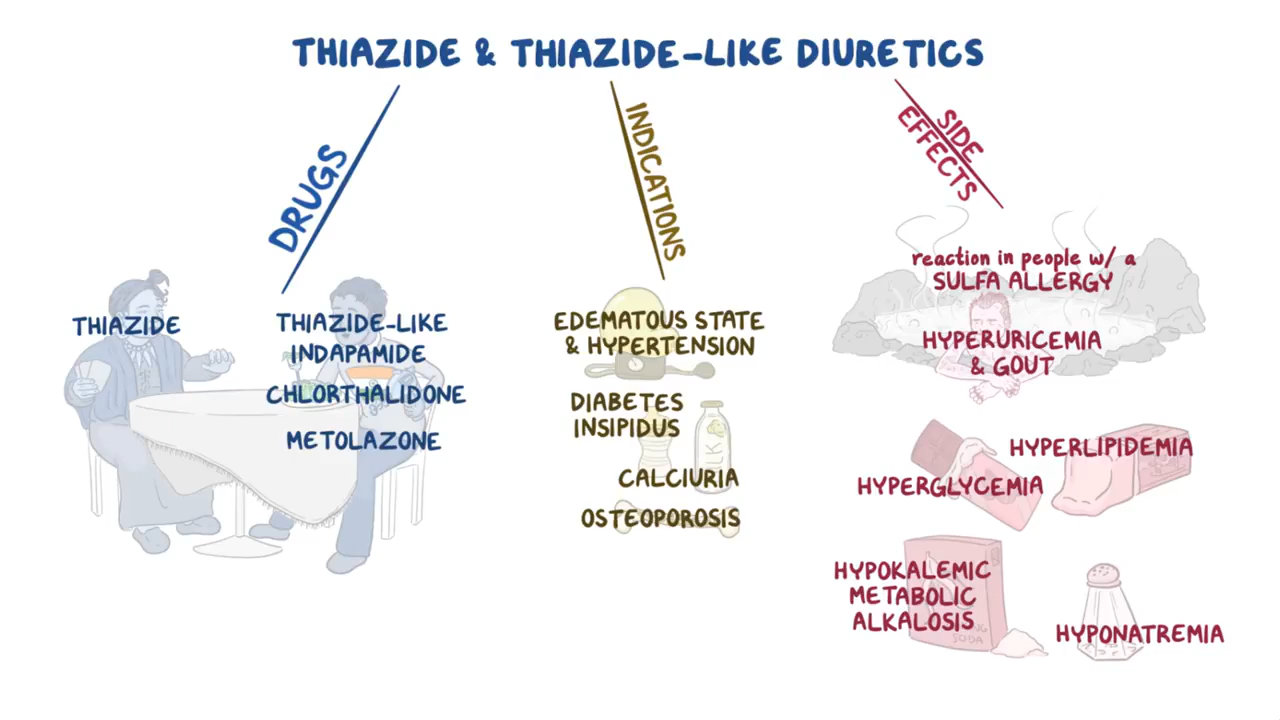 THIAZIDE & THIAZIDE-LIKE DIURETICS
DRUGS
THIAZIDE
THIAZIDE-LIKE
INDAPAMIDE
CHLORTHALIDONE
METOLAZONE
INDICATIONS
EDEMATOUS STATE
& HYPERTENSION
DIABETES
INSIPIDUS
CALCIURIA
OSTEOPOROSIS
SIDE
EFFECTS
reaction in people w/ a
SULFA ALLERGY
HYPERURICEMIA
& GOUT
HYPERLIPIDEMIA
HYPERGLYCEMIA
HYPOKALEMIC
METABOLIC
ALKALOSIS
SODA
HYPONATREMIA